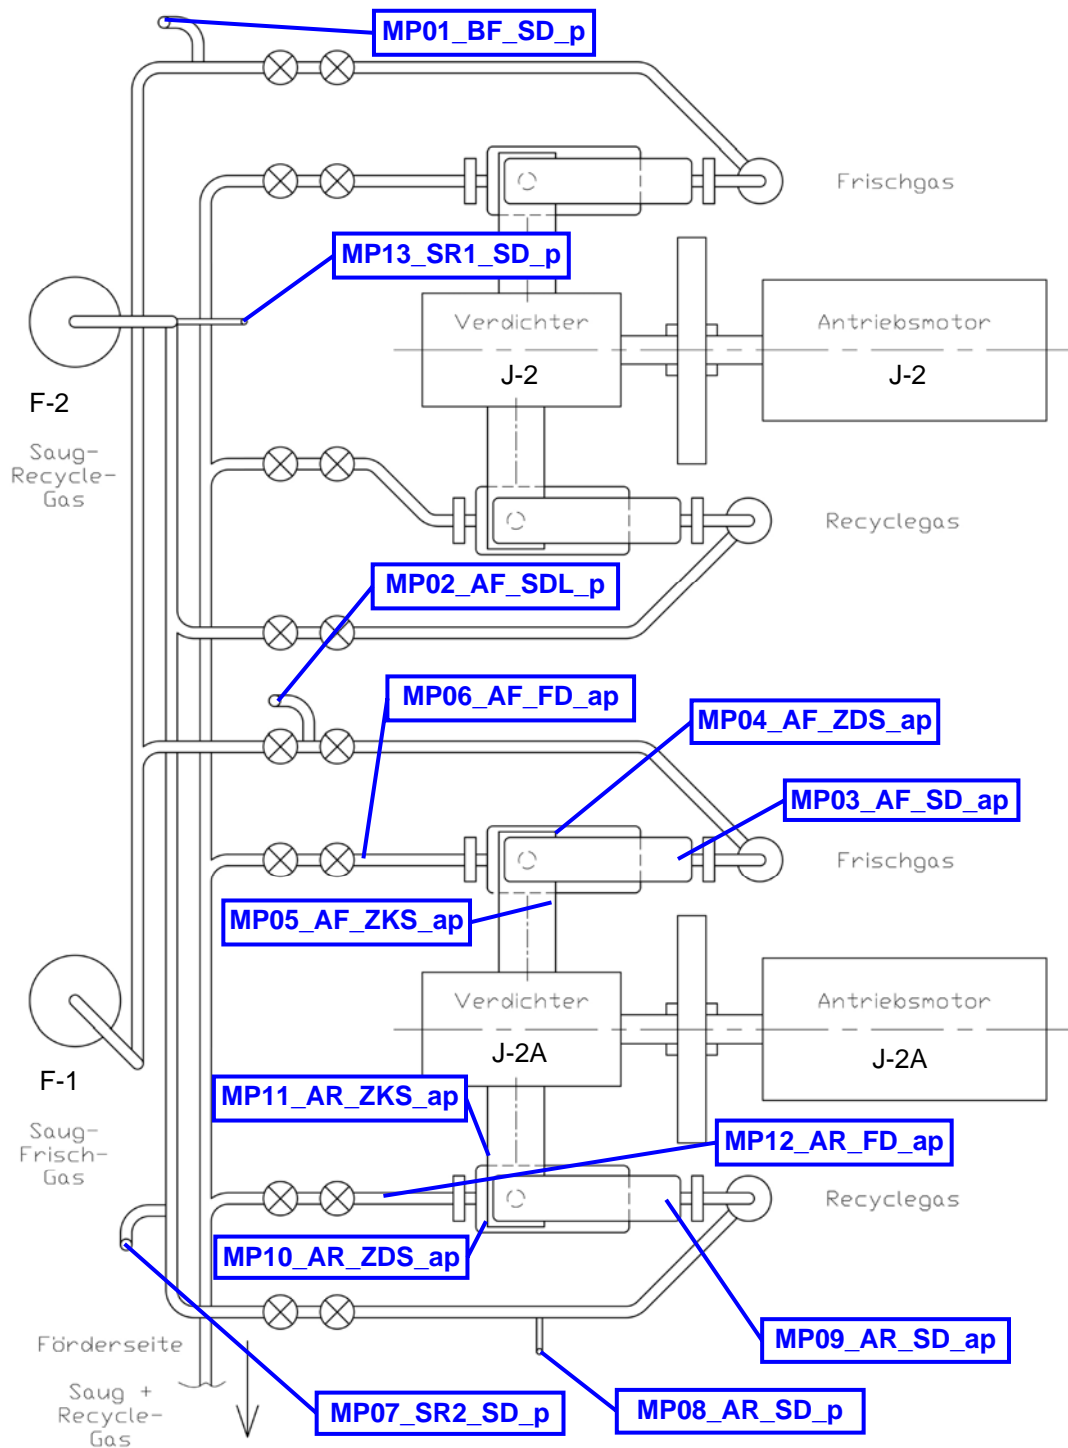 MP01_BF_SD_p
Frischgas
MP13_SR1_SD_p
Verdichter
J-2
Antriebsmotor
J-2
F-2
Saug-
Recycle-
Gas
Recyclegas
MP02_AF_SDL_p
MP06_AF_FD_ap
MP04_AF_ZDS_ap
MP03_AF_SD_ap
Frischgas
MP05_AF_ZKS_ap
Verdichter
J-2A
Antriebsmotor
J-2A
F-1
MP11_AR_ZKS_ap
Saug-
Frisch-
Gas
MP12_AR_FD_ap
Recyclegas
MP10_AR_ZDS_ap
MP09_AR_SD_ap
Förderseite
Saug +
Recycle-
Gas
MP07_SR2_SD_p
MP08_AR_SD_p